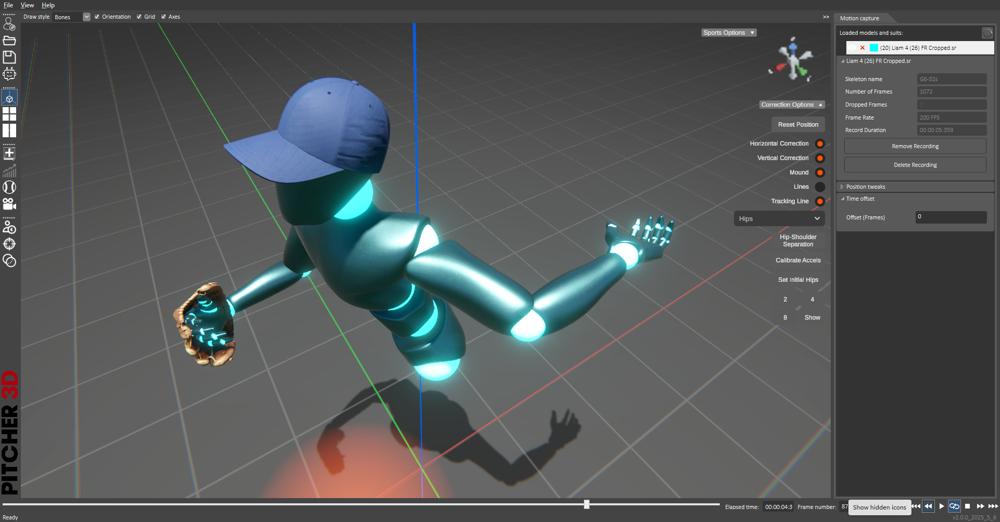 File View Help
Draw style Bones Orientation Grid Axes >>
Sports Options
Correction Options
Reset Position
Horizontal Correction
Vertical Correction
Mound
Lines
Tracking Line
Hips
Hip-Shoulder
Separation
Calibrate Accels
Set Initial Hips
2 4
8 Show
Motion capture
Loaded models and suits:
(20) Liam 4 (26) FR Cropped.sr
Liam 4 (26) FR Cropped.sr
Skeleton name G6-32s
Number of Frames 1072
Dropped Frames 0
Frame Rate 200 FPS
Record Duration 00:00:05:359
Remove Recording
Delete Recording
Position tweaks
Time offset
Offset (Frames) 0
PITCHER 3D
Elapsed time: 00:00:04:3 Frame number: 87
Show hidden icons
Ready
v2.0.0_2025_5_6